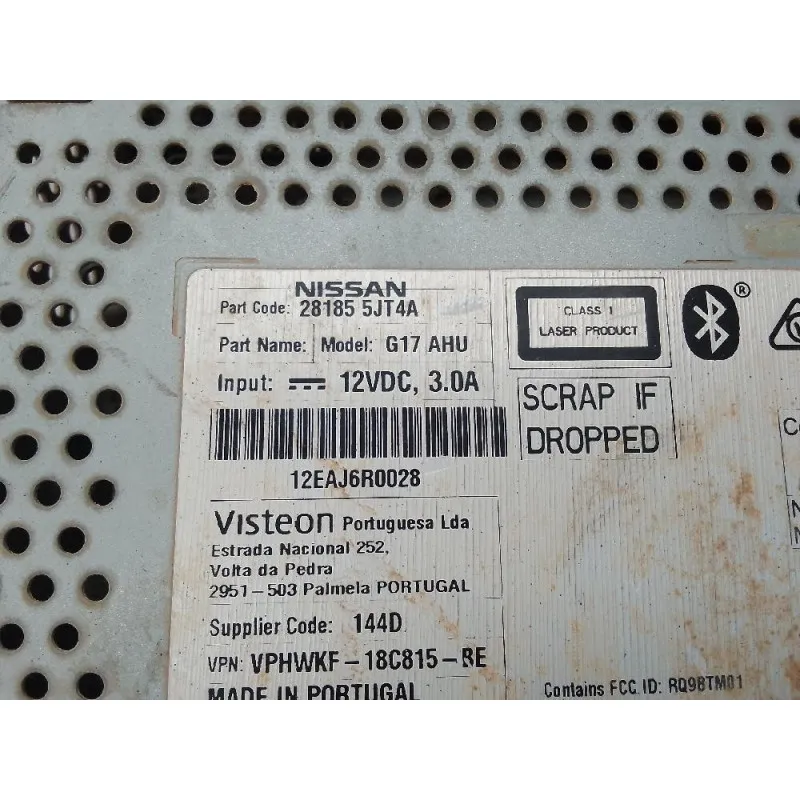 NISSAN
Part Code: 28185 5JT4A
Part Name: Model: G17 AHU
Input: 12VDC, 3.0A
12EAJ6R0028
CLASS 1
LASER PRODUCT
®
SCRAP IF
DROPPED
Visteon Portuguesa Lda
Estrada Nacional 252,
Volta da Pedra
2951-503 Palmela PORTUGAL
Supplier Code: 144D
VPN: VPHWKF-18C815-BE
MADE IN PORTUGAL
Contains FCC ID: RQ9BTM01